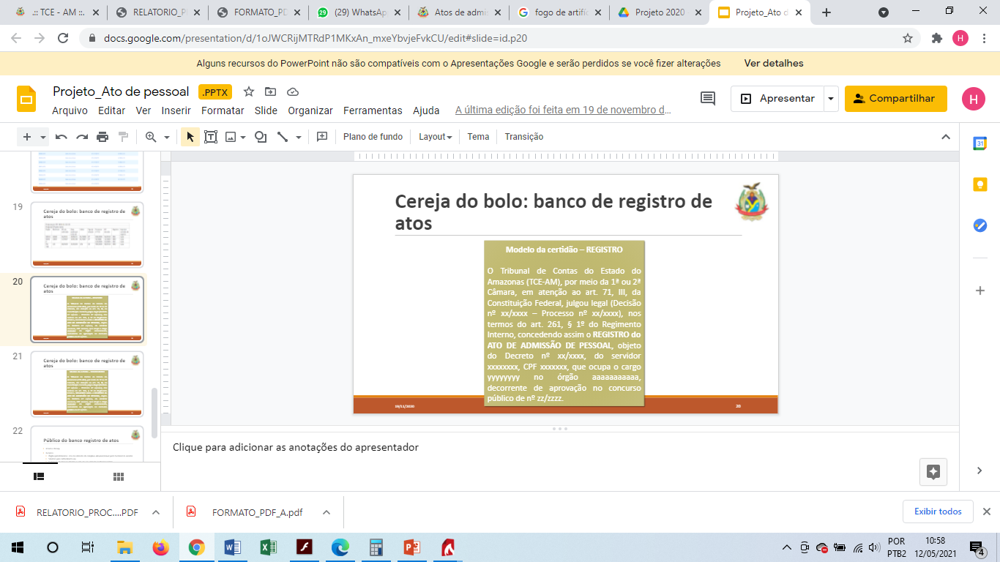 .:: TCE - AM ::.
RELATORIO_P
FORMATO_PD
(29) WhatsAp
Atos de admis
fogo de artifíc
Projeto 2020
Projeto_Ato d
docs.google.com/presentation/d/1oJWCRijMTRdP1MKxAn_mxeYbvjeFvkCU/edit#slide=id.p20
H
Alguns recursos do PowerPoint não são compatíveis com o Apresentações Google e serão perdidos se você fizer alterações
Ver detalhes
Projeto_Ato de pessoal .PPTX
Apresentar
Compartilhar
H
Arquivo Editar Ver Inserir Formatar Slide Organizar Ferramentas Ajuda A última edição foi feita em 19 de novembro d...
Plano de fundo Layout Tema Transição
19
Cereja do bolo: banco de registro de
atos
20
Cereja do bolo: banco de registro de
atos
21
Cereja do bolo: banco de registro de
atos
22
Público do banco registro de atos
Cereja do bolo: banco de registro de
atos
Modelo da certidão – REGISTRO
O Tribunal de Contas do Estado do
Amazonas (TCE-AM), por meio da 1ª ou 2ª
Câmara, em atenção ao art. 71, III, da
Constituição Federal, julgou legal (Decisão
nº xx/xxxx – Processo nº xx/xxxx), nos
termos do art. 261, § 1º do Regimento
Interno, concedendo assim o REGISTRO do
ATO DE ADMISSÃO DE PESSOAL, objeto
do Decreto nº xx/xxxx, do servidor
xxxxxxxx, CPF xxxxxxx, que ocupa o cargo
yyyyyyyy no órgão aaaaaaaaaaa,
decorrente de aprovação no concurso
público de nº zz/zzzz.
19/11/2020
20
Clique para adicionar as anotações do apresentador
RELATORIO_PROC....PDF
FORMATO_PDF_A.pdf
Exibir todos
POR
PTB2
10:58
12/05/2021
4